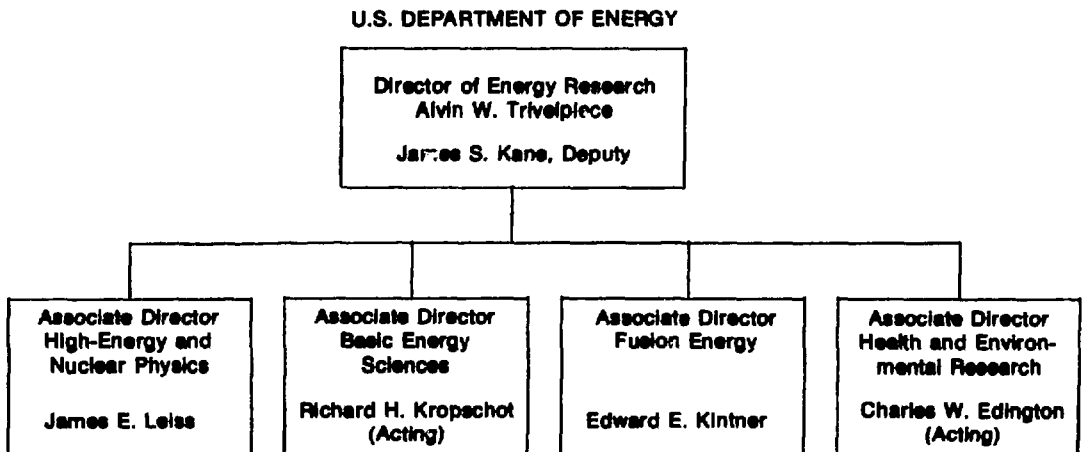 U.S. DEPARTMENT OF ENERGY
Director of Energy Research
Alvin W. Trivelpiece
James S. Kane, Deputy
Associate Director
High-Energy and
Nuclear Physics
James E. Leiss
Associate Director
Basic Energy
Sciences
Richard H. Kropschot
(Acting)
Associate Director
Fusion Energy
Edward E. Kintner
Associate Director
Health and Environ-
mental Research
Charles W. Edington
(Acting)